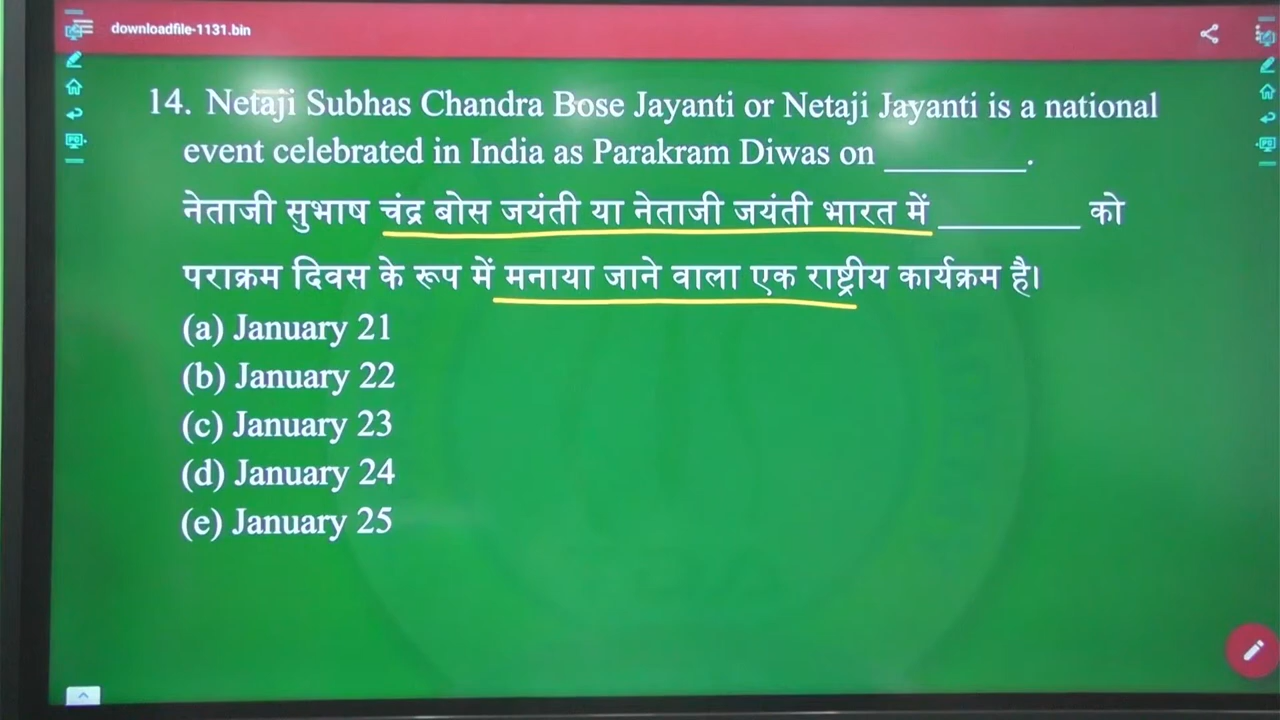 downloadfile-1131.bin
14. Netaji Subhas Chandra Bose Jayanti or Netaji Jayanti is a national
event celebrated in India as Parakram Diwas on ________.
नेताजी सुभाष चंद्र बोस जयंती या नेताजी जयंती भारत में ________ को
पराक्रम दिवस के रूप में मनाया जाने वाला एक राष्ट्रीय कार्यक्रम है।
(a) January 21
(b) January 22
(c) January 23
(d) January 24
(e) January 25